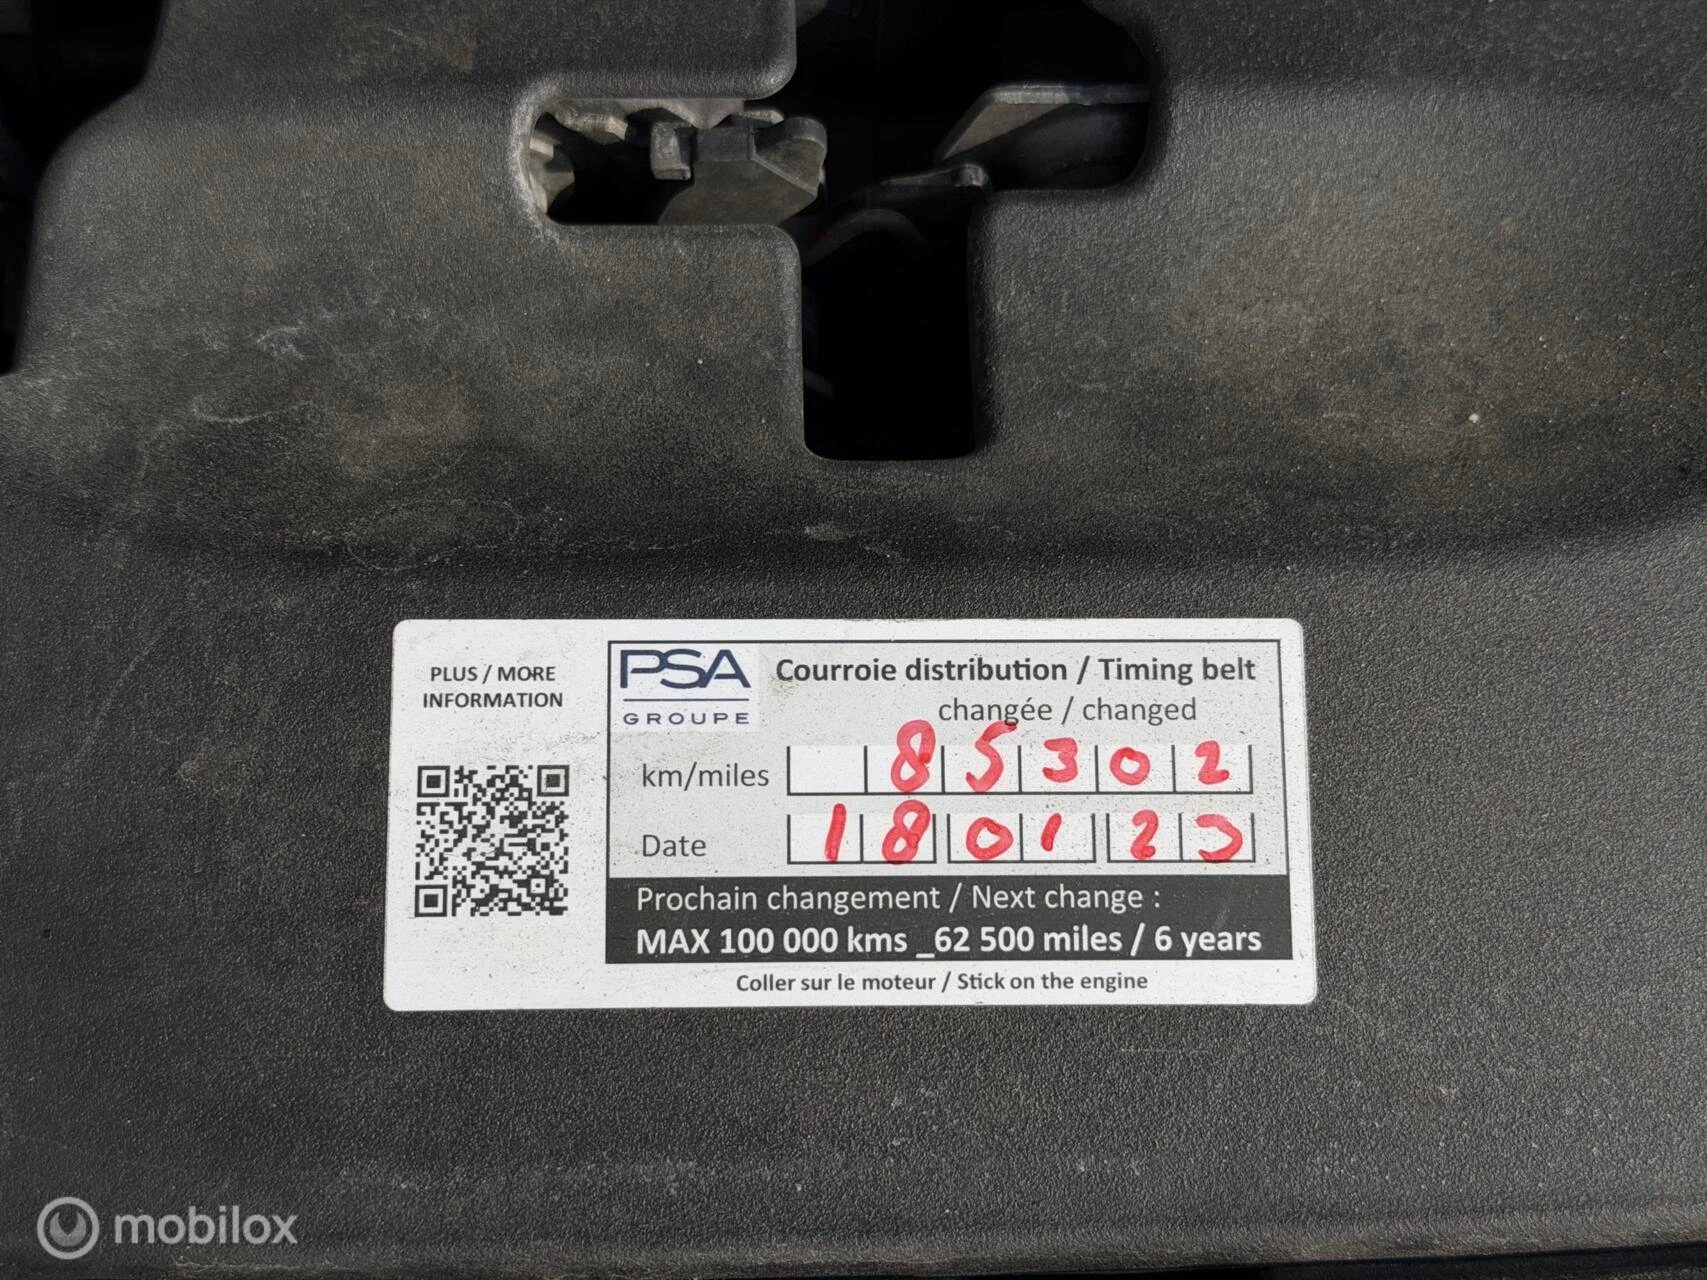 PLUS / MORE
INFORMATION
PSA
GROUPE
Courroie distribution / Timing belt
changée / changed
km/miles 85302
Date 180123
Prochain changement / Next change :
MAX 100 000 kms _62 500 miles / 6 years
Coller sur le moteur / Stick on the engine
mobilox